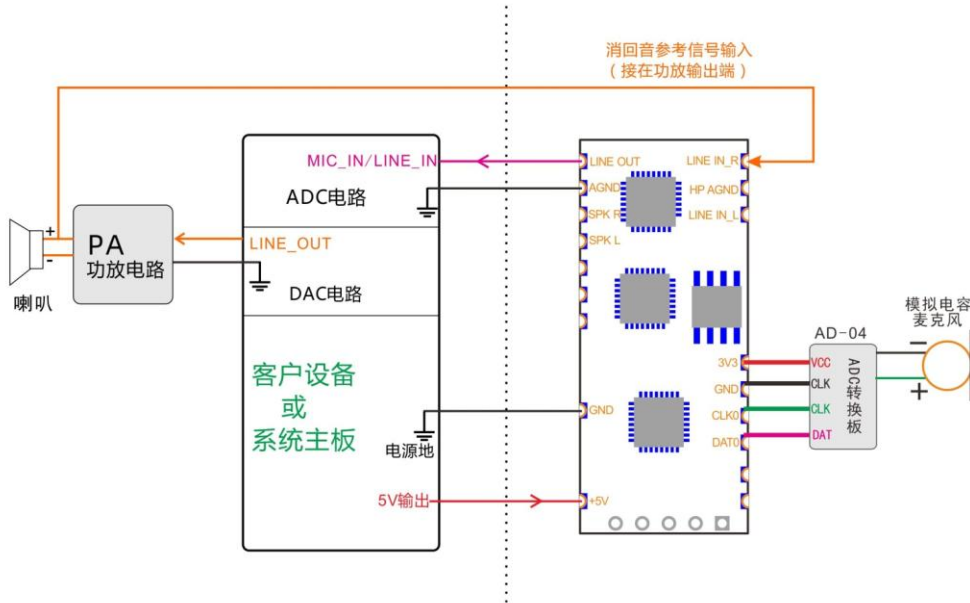 消回音参考信号输入
（接在功放输出端）
MIC_IN/LINE_IN
ADC电路
LINE_OUT
DAC电路
客户设备
或
系统主板
电源地
5V输出
+
-
PA
功放电路
喇叭
LINE OUT
AGND
SPK R
SPK L
GND
+5V
LINE IN_R
HP AGND
LINE IN_L
3V3
GND
CLK0
DAT0
AD-04
VCC
CLK
CLK
DAT
ADC转换板
模拟电容
麦克风
−
+